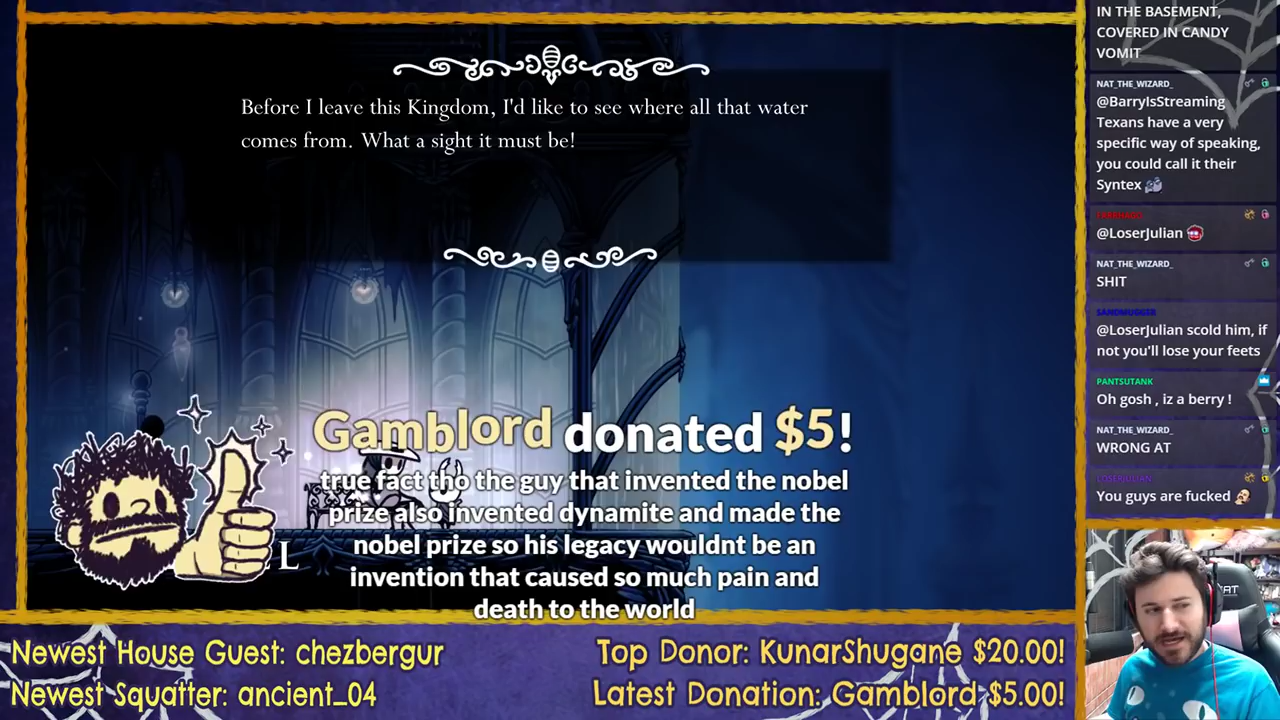 Before I leave this Kingdom, I'd like to see where all that water
comes from. What a sight it must be!
Gamblord donated $5!
true fact tho the guy that invented the nobel
prize also invented dynamite and made the
nobel prize so his legacy wouldnt be an
invention that caused so much pain and
death to the world
L
Newest House Guest: chezbergur
Newest Squatter: ancient_04
Top Donor: KunarShugane $20.00!
Latest Donation: Gamblord $5.00!
IN THE BASEMENT,
COVERED IN CANDY
VOMIT
NAT_THE_WIZARD_
@BarryIsStreaming
Texans have a very
specific way of speaking,
you could call it their
Syntex
@LoserJulian
NAT_THE_WIZARD_
SHIT
SANDMUGGER
@LoserJulian scold him, if
not you'll lose your feets
PANTSUTANK
Oh gosh , iz a berry !
NAT_THE_WIZARD_
WRONG AT
LOSERJULIAN
You guys are fucked